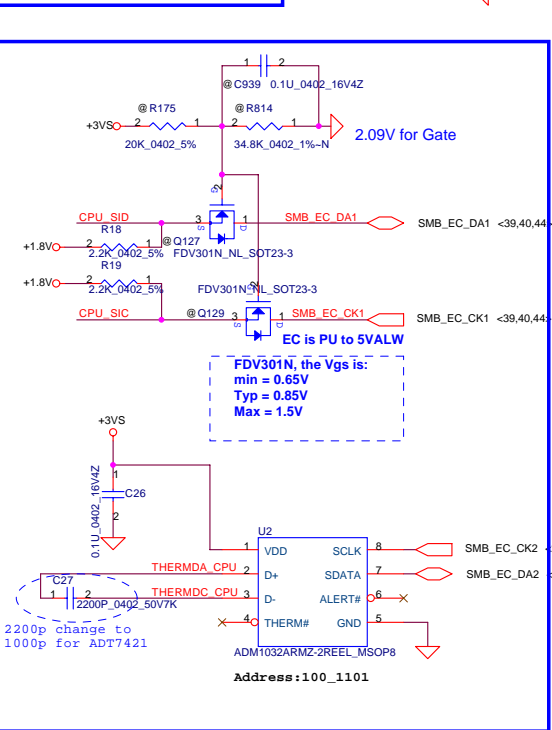 1 2
@ C939 0.1U_0402_16V4Z
@ R175 @ R814
+3VS 2 1 2 1
20K_0402_5% 34.8K_0402_1%~N
2.09V for Gate
2
G
CPU_SID 3 S D 1 SMB_EC_DA1 SMB_EC_DA1 <39,40,44>
R18
+1.8V 2 1 @ Q127
2.2K_0402_5% FDV301N_NL_SOT23-3
R19
+1.8V 2 1
2.2K_0402_5% FDV301N_NL_SOT23-3
2
G
CPU_SIC @ Q129 3 S D 1 SMB_EC_CK1 SMB_EC_CK1 <39,40,44>
EC is PU to 5VALW
FDV301N, the Vgs is:
min = 0.65V
Typ = 0.85V
Max = 1.5V
+3VS
1
C26
0.1U_0402_16V4Z
2
U2
1 VDD SCLK 8 SMB_EC_CK2
THERMDA_CPU 2 D+ SDATA 7 SMB_EC_DA2
C27
1 2 THERMDC_CPU 3 D- ALERT# 6
2200P_0402_50V7K
4 THERM# GND 5
2200p change to
1000p for ADT7421
ADM1032ARMZ-2REEL_MSOP8
Address:100_1101